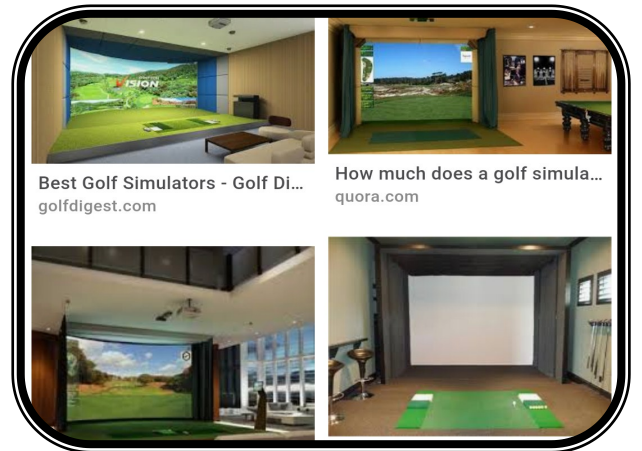 VISION
Best Golf Simulators - Golf Di...
golfdigest.com
How much does a golf simula...
quora.com